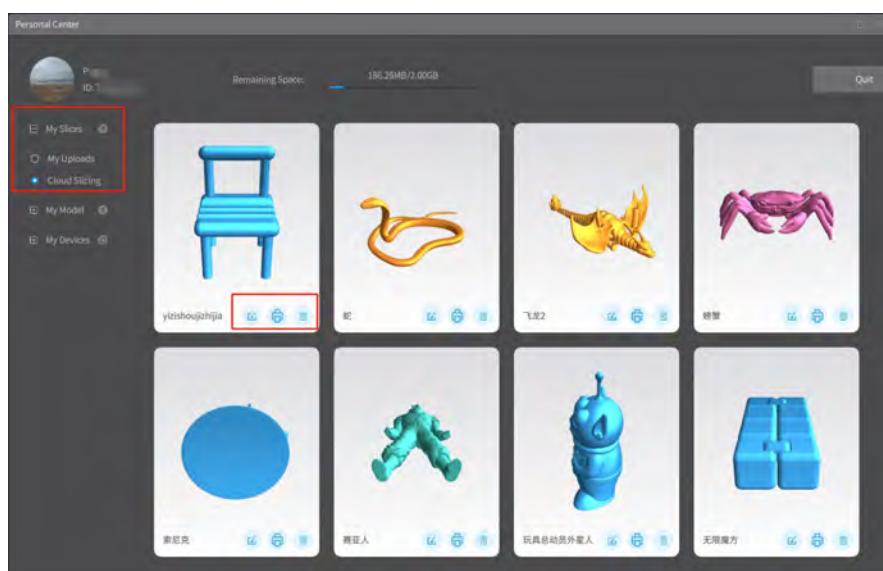 Personal Center
ID:
Remaining Space:
186.25MB/2.00GB
Quit
My Slices
My Uploads
Cloud Slicing
My Model
My Devices
yizishoujizhijia
蛇
飞龙2
螃蟹
索尼克
赛亚人
玩具总动员外星人
无限魔方